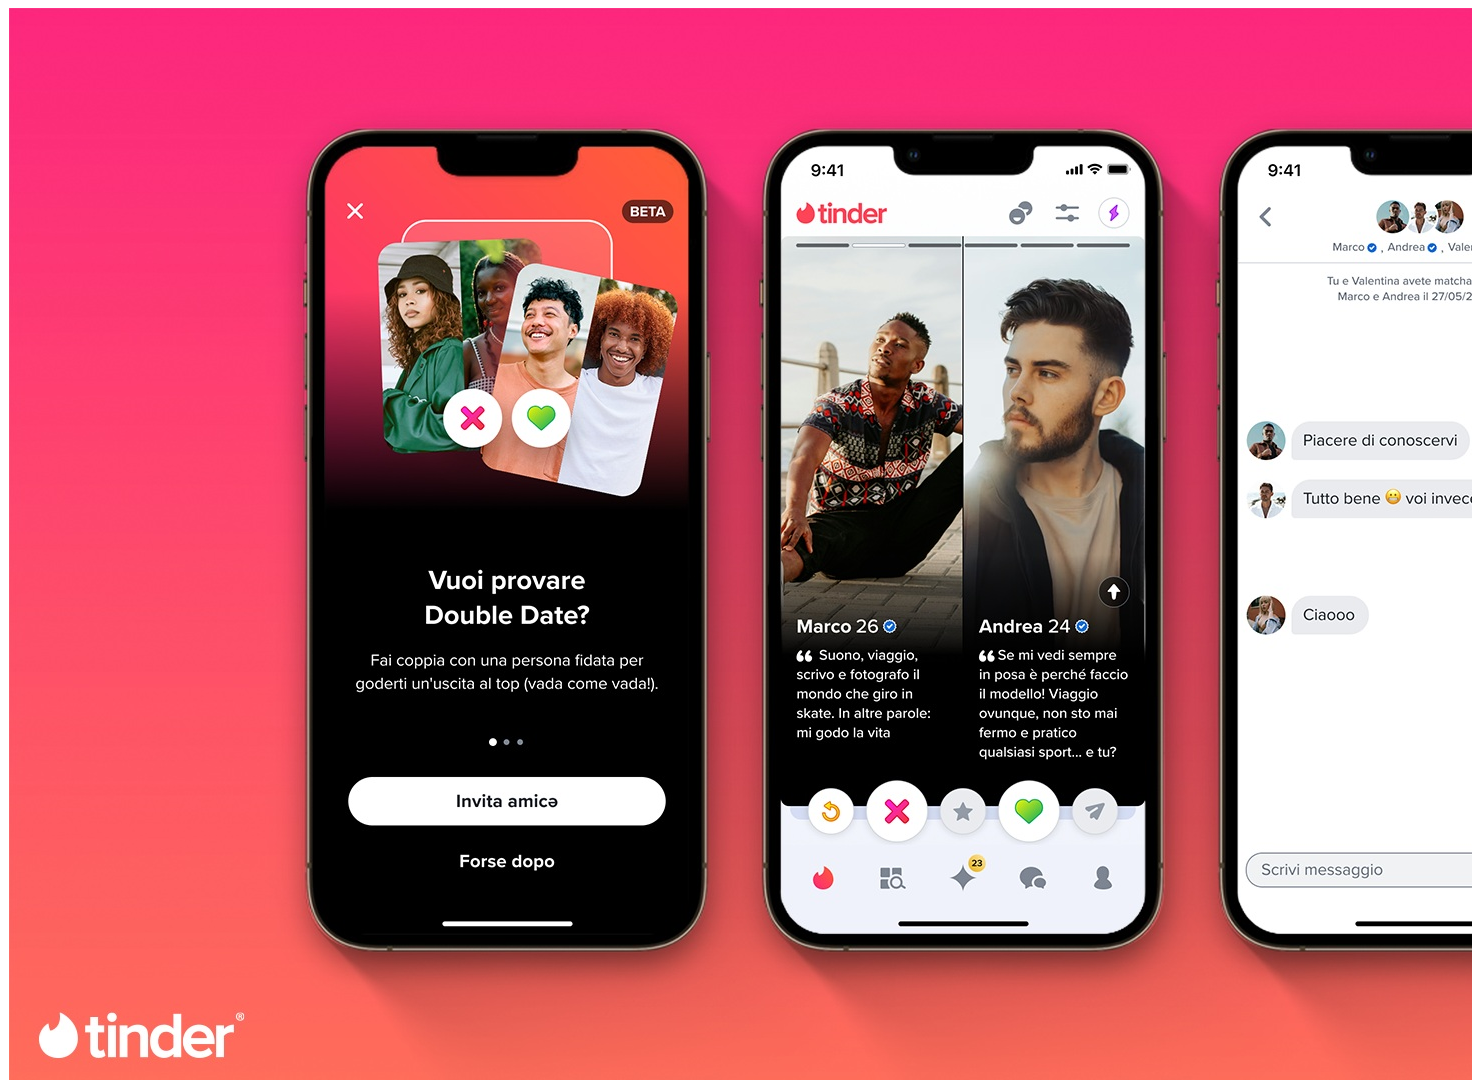 BETA
Vuoi provare
Double Date?
Fai coppia con una persona fidata per
goderti un'uscita al top (vada come vada!).
Invita amicə
Forse dopo
9:41
tinder
Marco 26
“ Suono, viaggio,
scrivo e fotografo il
mondo che giro in
skate. In altre parole:
mi godo la vita
Andrea 24
“ Se mi vedi sempre
in posa è perché faccio
il modello! Viaggio
ovunque, non sto mai
fermo e pratico
qualsiasi sport... e tu?
23
9:41
Marco , Andrea ,
Tu e Valentina avete
Marco e Andrea il 27/05/2
Piacere di conoscervi
Tutto bene 😬 voi
Ciaooo
Scrivi messaggio
tinder®